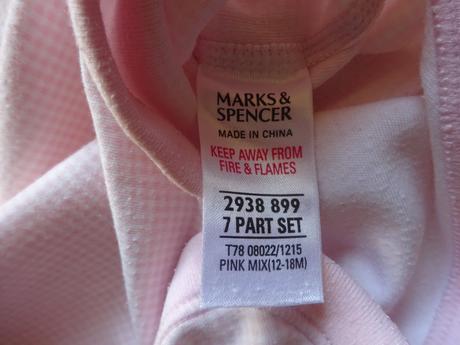 MARKS &
SPENCER
MADE IN CHINA
KEEP AWAY FROM
FIRE & FLAMES
2938 899
7 PART SET
T78 08022/1215
PINK MIX(12-18M)